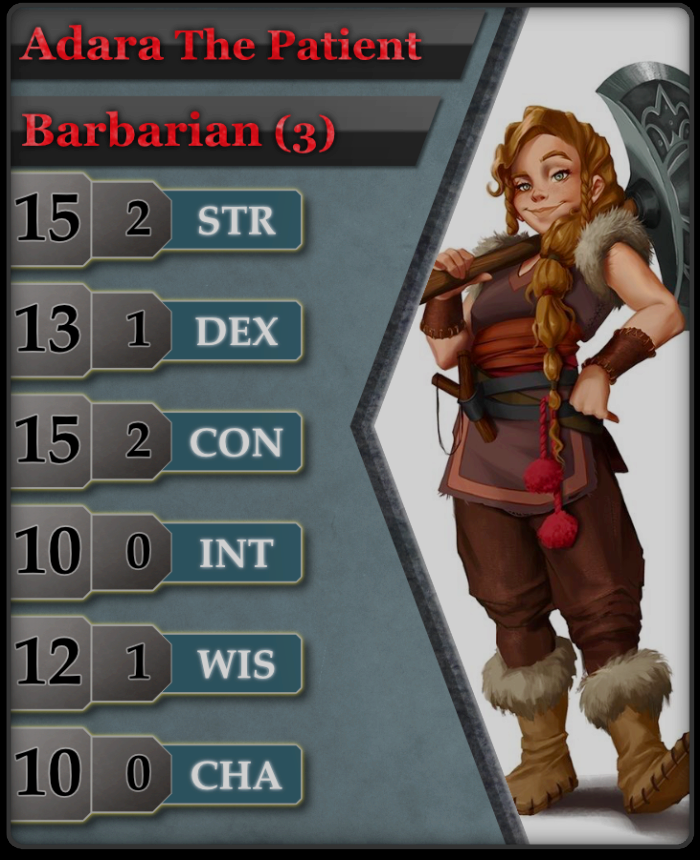 Adara The Patient
Barbarian (3)
15 2 STR
13 1 DEX
15 2 CON
10 0 INT
12 1 WIS
10 0 CHA